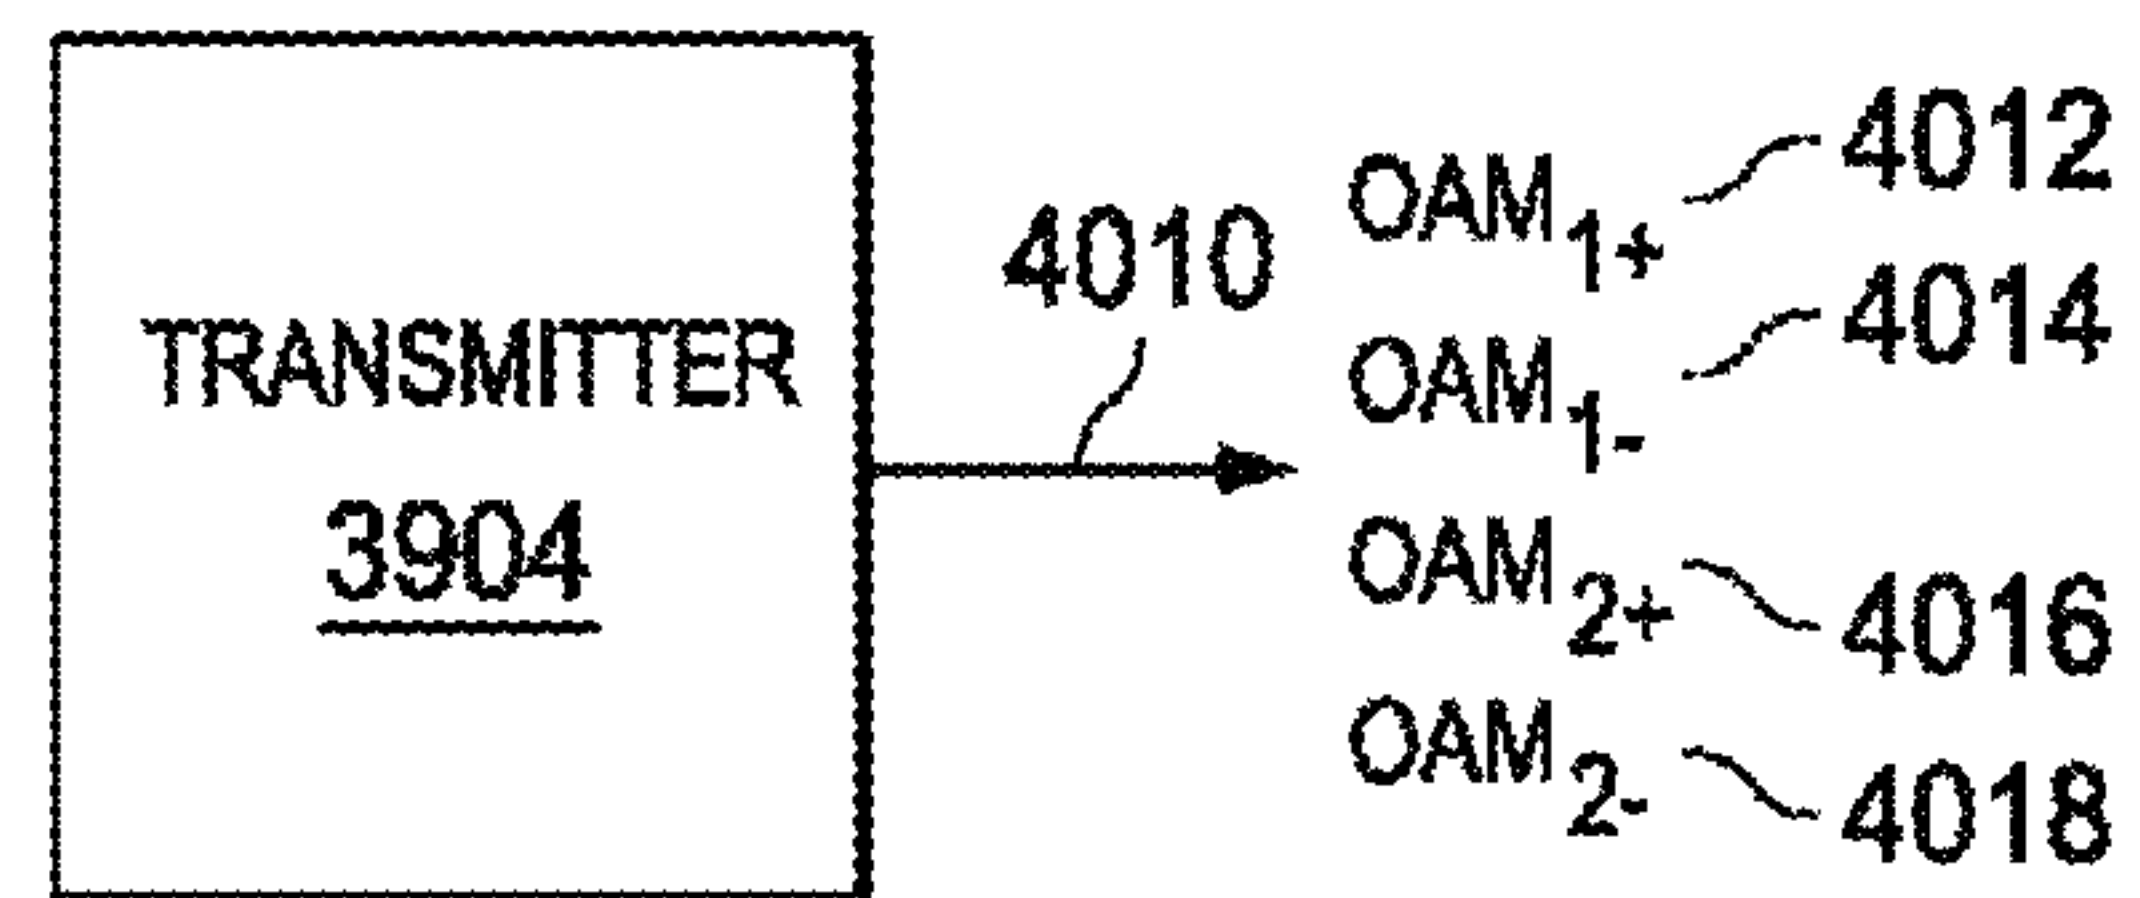 TRANSMITTER
3904
4010
OAM1+ 4012
OAM1- 4014
OAM2+ 4016
OAM2- 4018